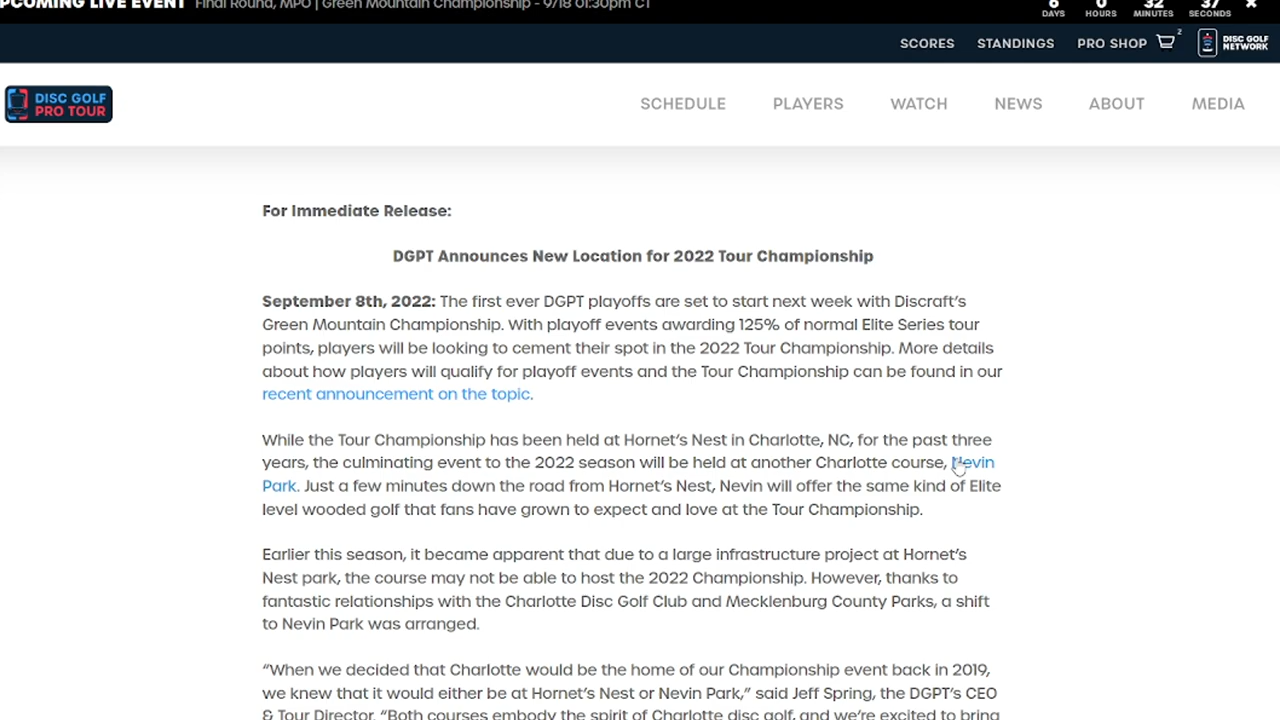 PCOMING LIVE EVENT Final Round, MPO | Green Mountain Championship - 9/18 01:30pm CT
6 0 32 37 ×
DAYS HOURS MINUTES SECONDS
SCORES STANDINGS PRO SHOP 2 DISC GOLF
NETWORK
DISC GOLF
PRO TOUR
SCHEDULE PLAYERS WATCH NEWS ABOUT MEDIA
For Immediate Release:
DGPT Announces New Location for 2022 Tour Championship
September 8th, 2022: The first ever DGPT playoffs are set to start next week with Discraft's
Green Mountain Championship. With playoff events awarding 125% of normal Elite Series tour
points, players will be looking to cement their spot in the 2022 Tour Championship. More details
about how players will qualify for playoff events and the Tour Championship can be found in our
recent announcement on the topic.
While the Tour Championship has been held at Hornet's Nest in Charlotte, NC, for the past three
years, the culminating event to the 2022 season will be held at another Charlotte course, Nevin
Park. Just a few minutes down the road from Hornet's Nest, Nevin will offer the same kind of Elite
level wooded golf that fans have grown to expect and love at the Tour Championship.
Earlier this season, it became apparent that due to a large infrastructure project at Hornet's
Nest park, the course may not be able to host the 2022 Championship. However, thanks to
fantastic relationships with the Charlotte Disc Golf Club and Mecklenburg County Parks, a shift
to Nevin Park was arranged.
“When we decided that Charlotte would be the home of our Championship event back in 2019,
we knew that it would either be at Hornet's Nest or Nevin Park,” said Jeff Spring, the DGPT's CEO
& Tour Director. “Both courses embody the spirit of Charlotte disc golf, and we're excited to bring